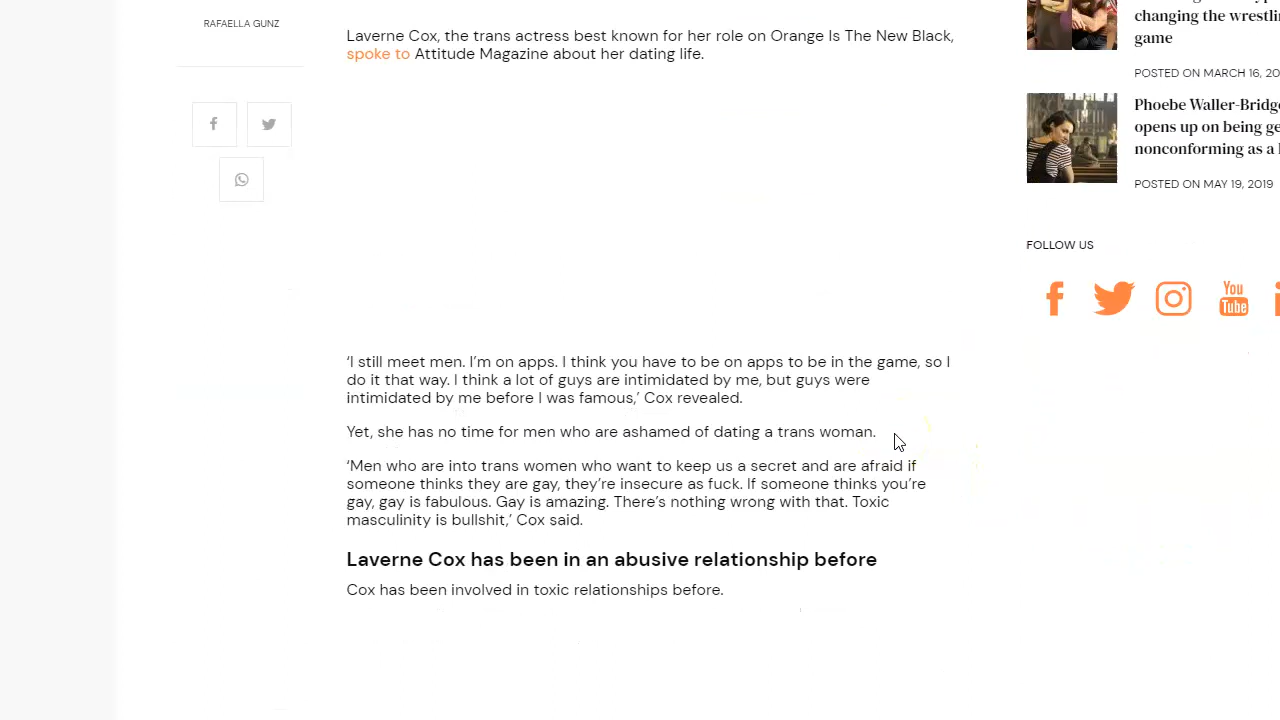 RAFAELLA GUNZ
Laverne Cox, the trans actress best known for her role on Orange Is The New Black,
spoke to Attitude Magazine about her dating life.
‘I still meet men. I’m on apps. I think you have to be on apps to be in the game, so I
do it that way. I think a lot of guys are intimidated by me, but guys were
intimidated by me before I was famous,’ Cox revealed.
Yet, she has no time for men who are ashamed of dating a trans woman.
‘Men who are into trans women who want to keep us a secret and are afraid if
someone thinks they are gay, they’re insecure as fuck. If someone thinks you’re
gay, gay is fabulous. Gay is amazing. There’s nothing wrong with that. Toxic
masculinity is bullshit,’ Cox said.
Laverne Cox has been in an abusive relationship before
Cox has been involved in toxic relationships before.
changing the wrestlin
game
POSTED ON MARCH 16, 20
Phoebe Waller-Bridge
opens up on being ge
nonconforming as a
POSTED ON MAY 19, 2019
FOLLOW US
You
Tube